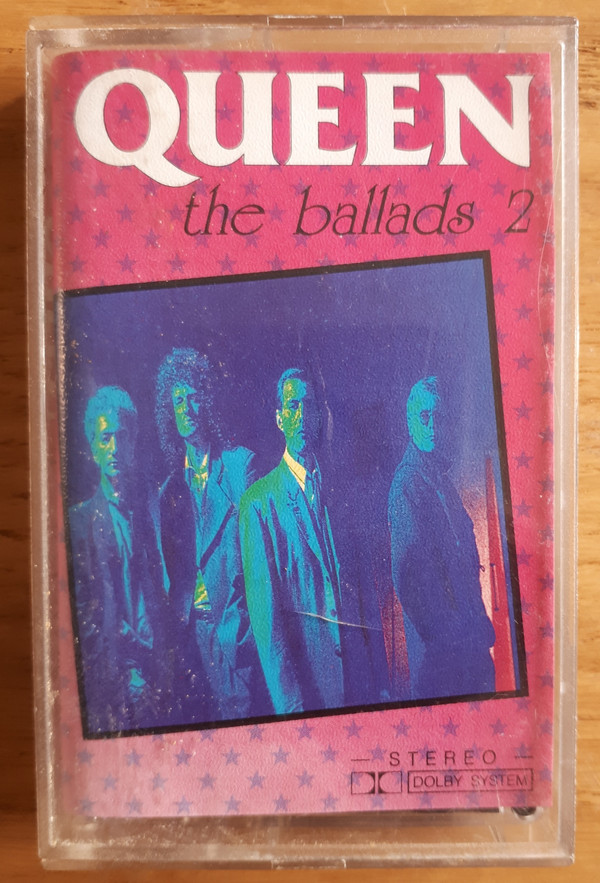 QUEEN
the ballads 2
— STEREO —
DOLBY SYSTEM